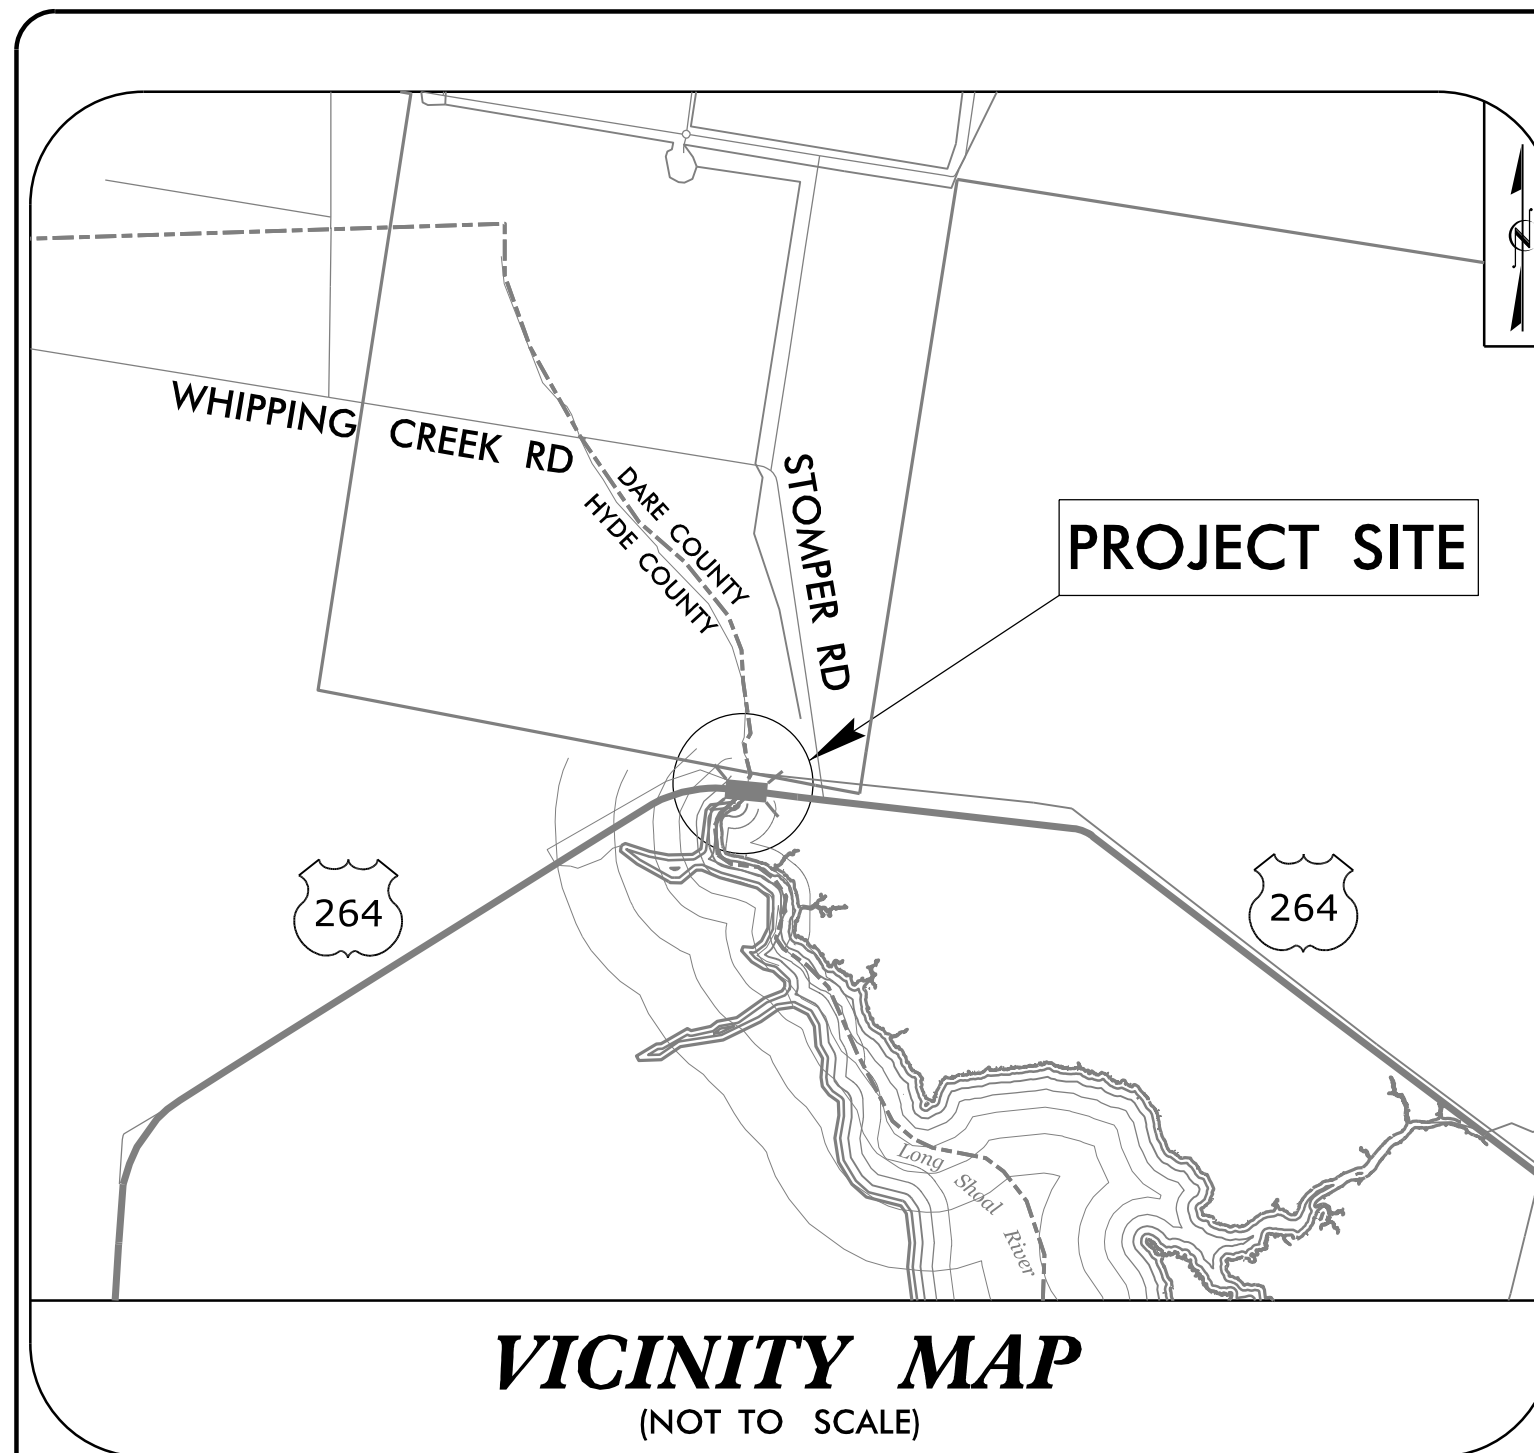 WHIPPING CREEK RD
DARE COUNTY
HYDE COUNTY
STOMPER RD
PROJECT SITE
264
264
Long Shoal River
VICINITY MAP
(NOT TO SCALE)